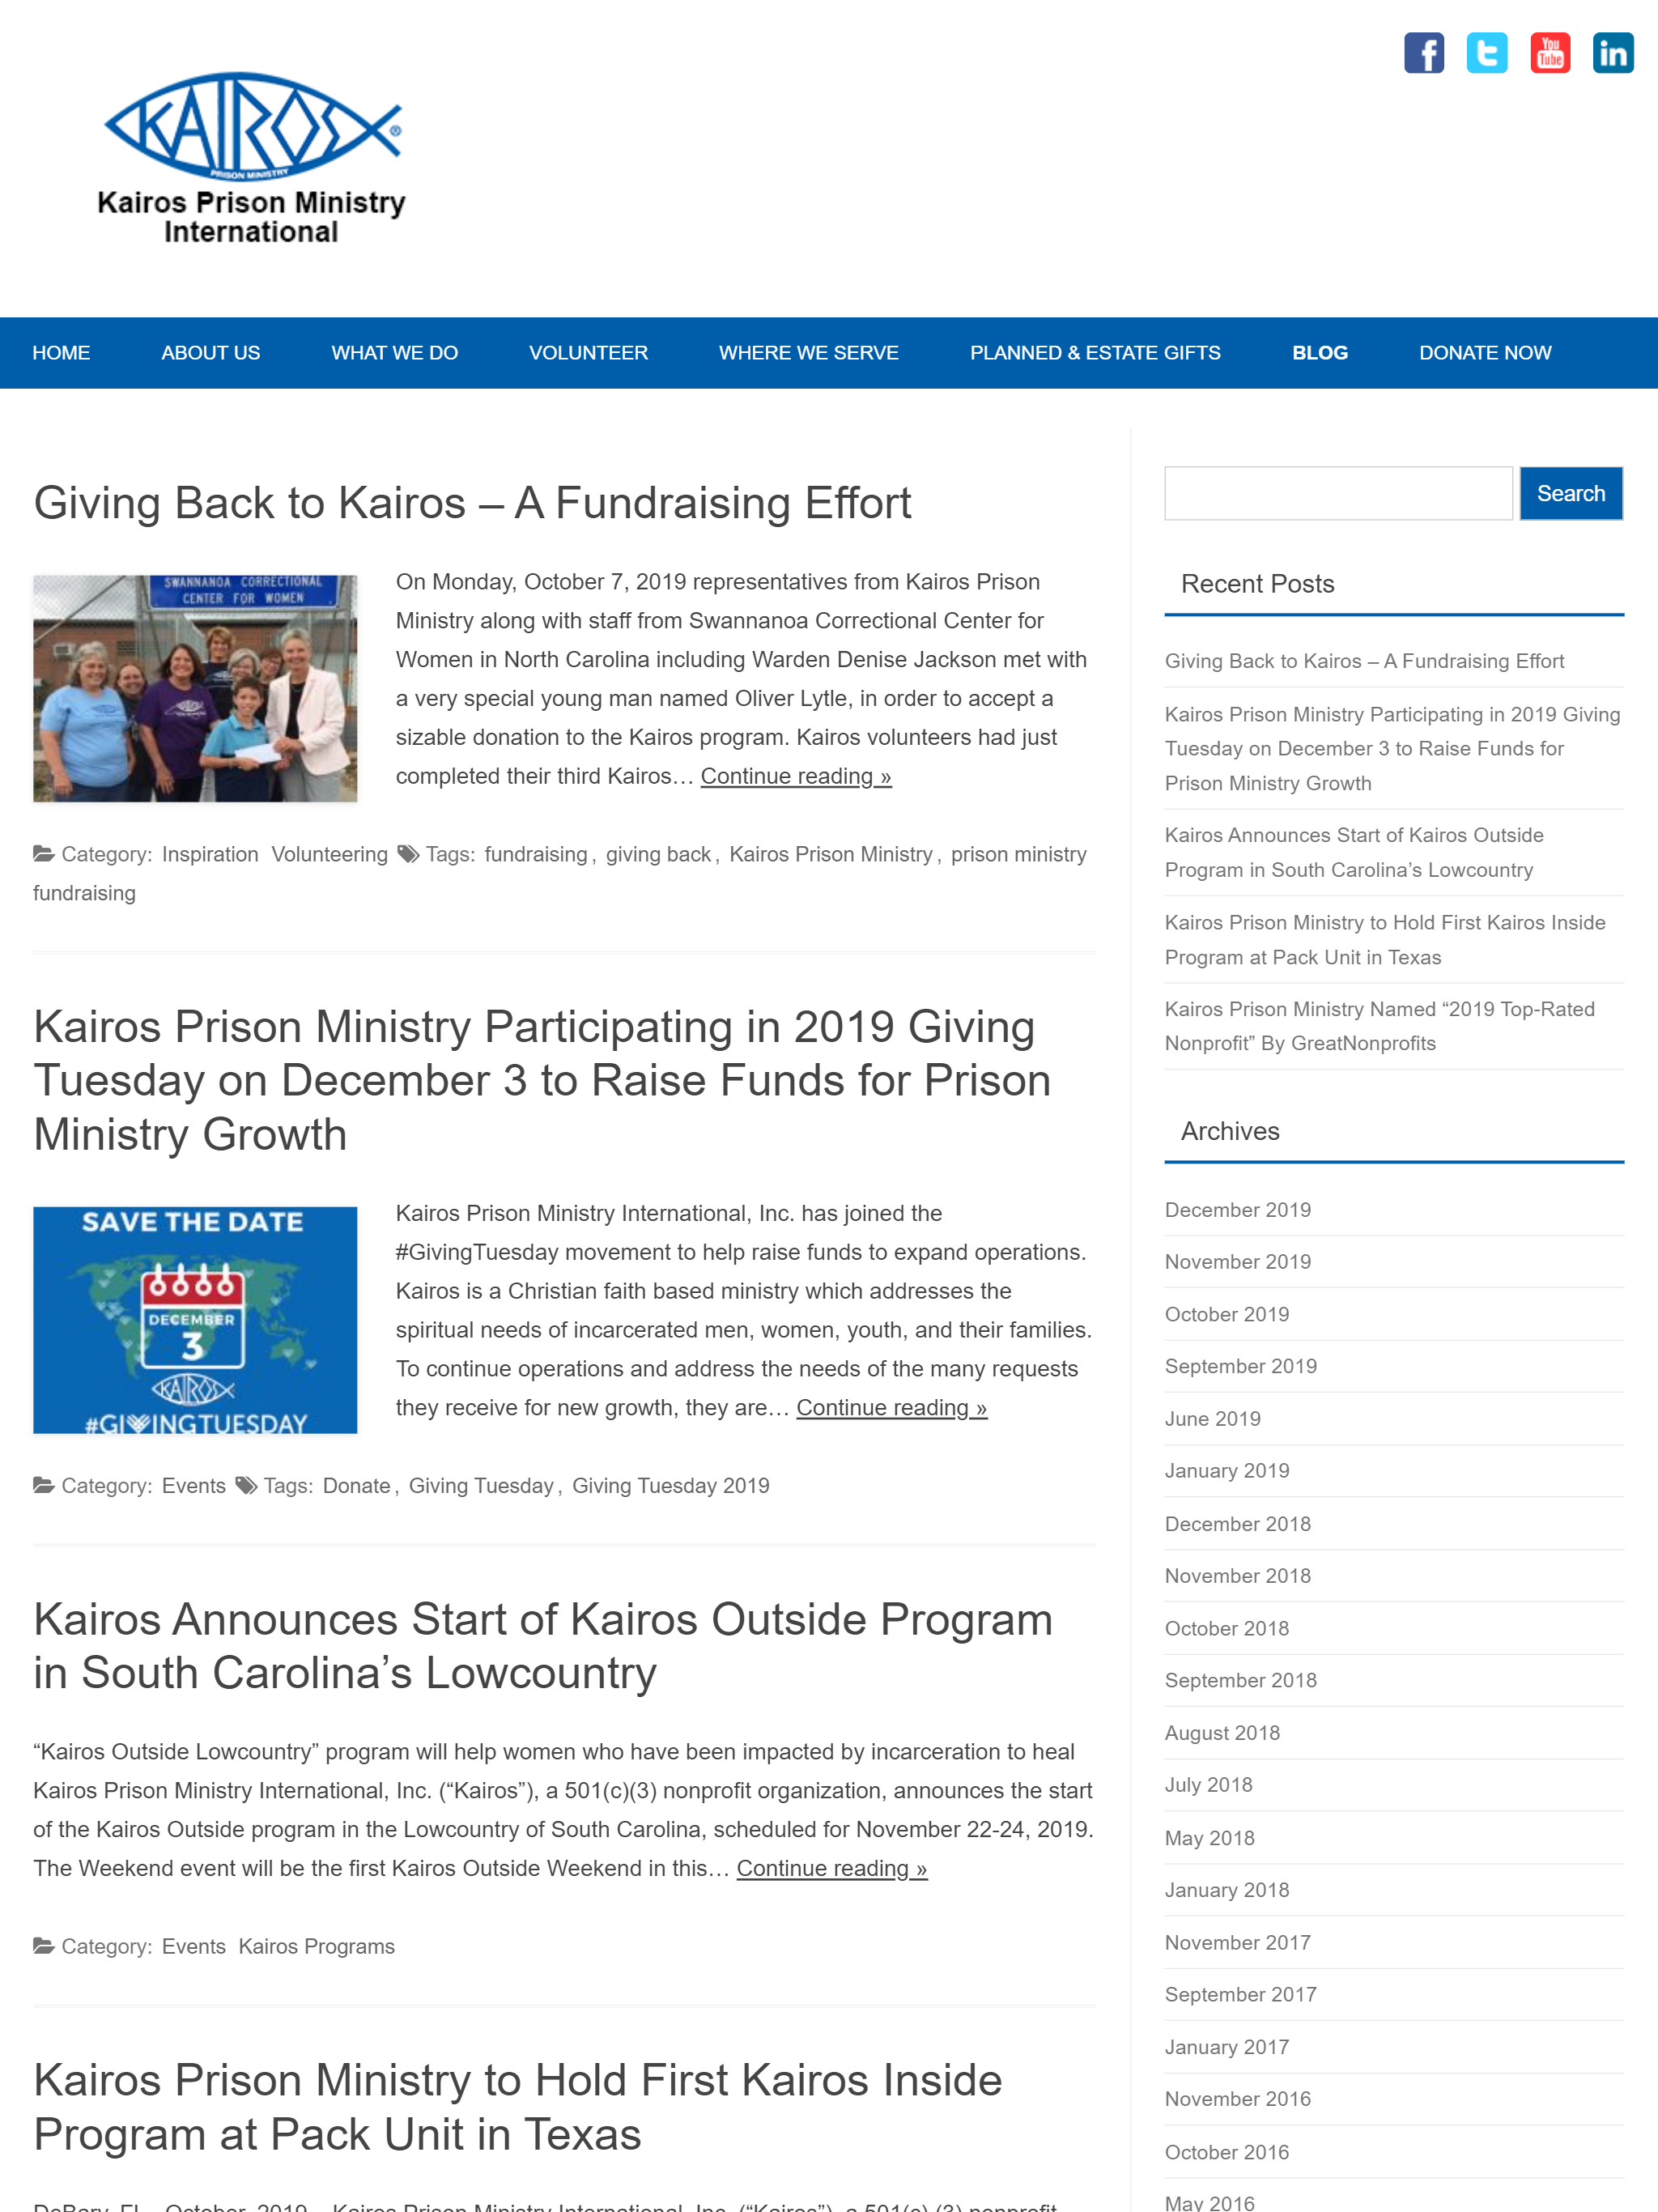 KAIROS®
PRISON MINISTRY
Kairos Prison Ministry
International
HOME ABOUT US WHAT WE DO VOLUNTEER WHERE WE SERVE PLANNED & ESTATE GIFTS BLOG DONATE NOW
Giving Back to Kairos – A Fundraising Effort
SWANNANOA CORRECTIONAL
CENTER FOR WOMEN
On Monday, October 7, 2019 representatives from Kairos Prison
Ministry along with staff from Swannanoa Correctional Center for
Women in North Carolina including Warden Denise Jackson met with
a very special young man named Oliver Lytle, in order to accept a
sizable donation to the Kairos program. Kairos volunteers had just
completed their third Kairos… Continue reading »
Category: Inspiration Volunteering Tags: fundraising, giving back, Kairos Prison Ministry, prison ministry
fundraising
Kairos Prison Ministry Participating in 2019 Giving
Tuesday on December 3 to Raise Funds for Prison
Ministry Growth
SAVE THE DATE
DECEMBER
3
KAIROS
#GIVINGTUESDAY
Kairos Prison Ministry International, Inc. has joined the
#GivingTuesday movement to help raise funds to expand operations.
Kairos is a Christian faith based ministry which addresses the
spiritual needs of incarcerated men, women, youth, and their families.
To continue operations and address the needs of the many requests
they receive for new growth, they are… Continue reading »
Category: Events Tags: Donate, Giving Tuesday, Giving Tuesday 2019
Kairos Announces Start of Kairos Outside Program
in South Carolina’s Lowcountry
“Kairos Outside Lowcountry” program will help women who have been impacted by incarceration to heal
Kairos Prison Ministry International, Inc. (“Kairos”), a 501(c)(3) nonprofit organization, announces the start
of the Kairos Outside program in the Lowcountry of South Carolina, scheduled for November 22-24, 2019.
The Weekend event will be the first Kairos Outside Weekend in this… Continue reading »
Category: Events Kairos Programs
Kairos Prison Ministry to Hold First Kairos Inside
Program at Pack Unit in Texas
DeBary, FL – October, 2019 – Kairos Prison Ministry International, Inc. (“Kairos”), a 501(c) (3) nonprofit
Search
Recent Posts
Giving Back to Kairos – A Fundraising Effort
Kairos Prison Ministry Participating in 2019 Giving
Tuesday on December 3 to Raise Funds for
Prison Ministry Growth
Kairos Announces Start of Kairos Outside
Program in South Carolina’s Lowcountry
Kairos Prison Ministry to Hold First Kairos Inside
Program at Pack Unit in Texas
Kairos Prison Ministry Named “2019 Top-Rated
Nonprofit” By GreatNonprofits
Archives
December 2019
November 2019
October 2019
September 2019
June 2019
January 2019
December 2018
November 2018
October 2018
September 2018
August 2018
July 2018
May 2018
January 2018
November 2017
September 2017
January 2017
November 2016
October 2016
May 2016